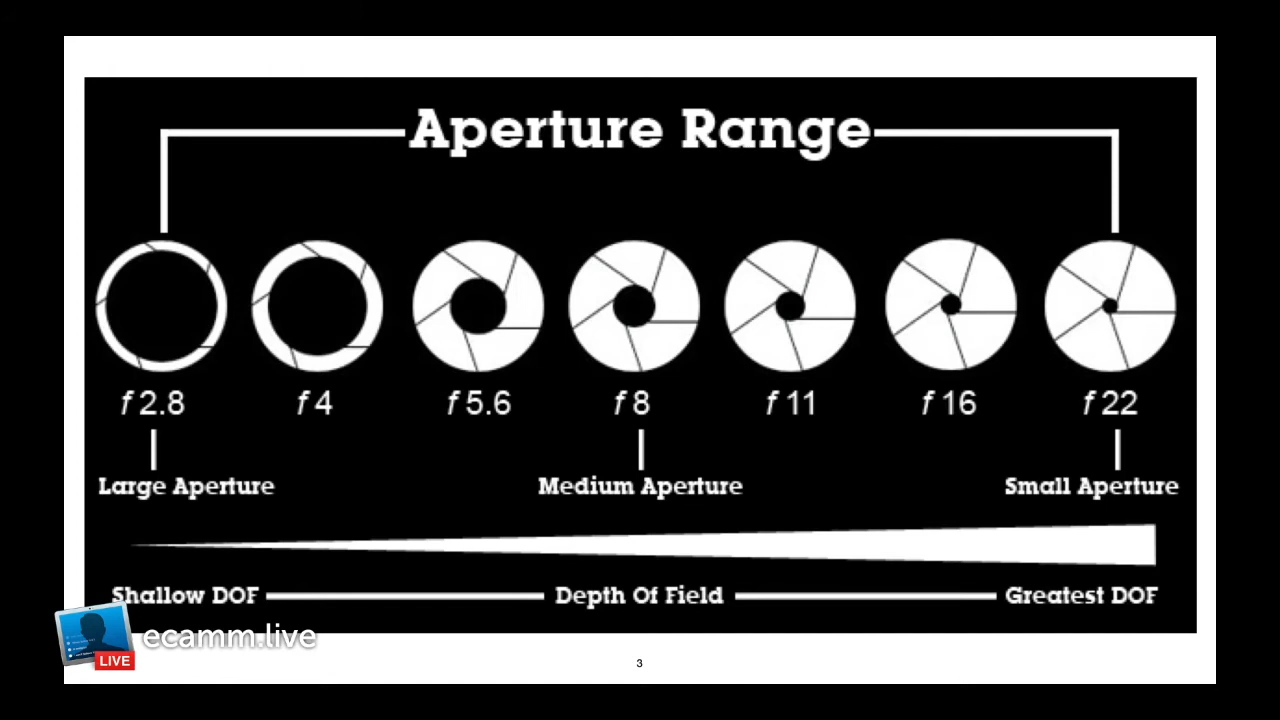 Aperture Range
f 2.8 f 4 f 5.6 f 8 f 11 f 16 f 22
Large Aperture Medium Aperture Small Aperture
Shallow DOF Depth Of Field Greatest DOF
ecamm.live
LIVE
3